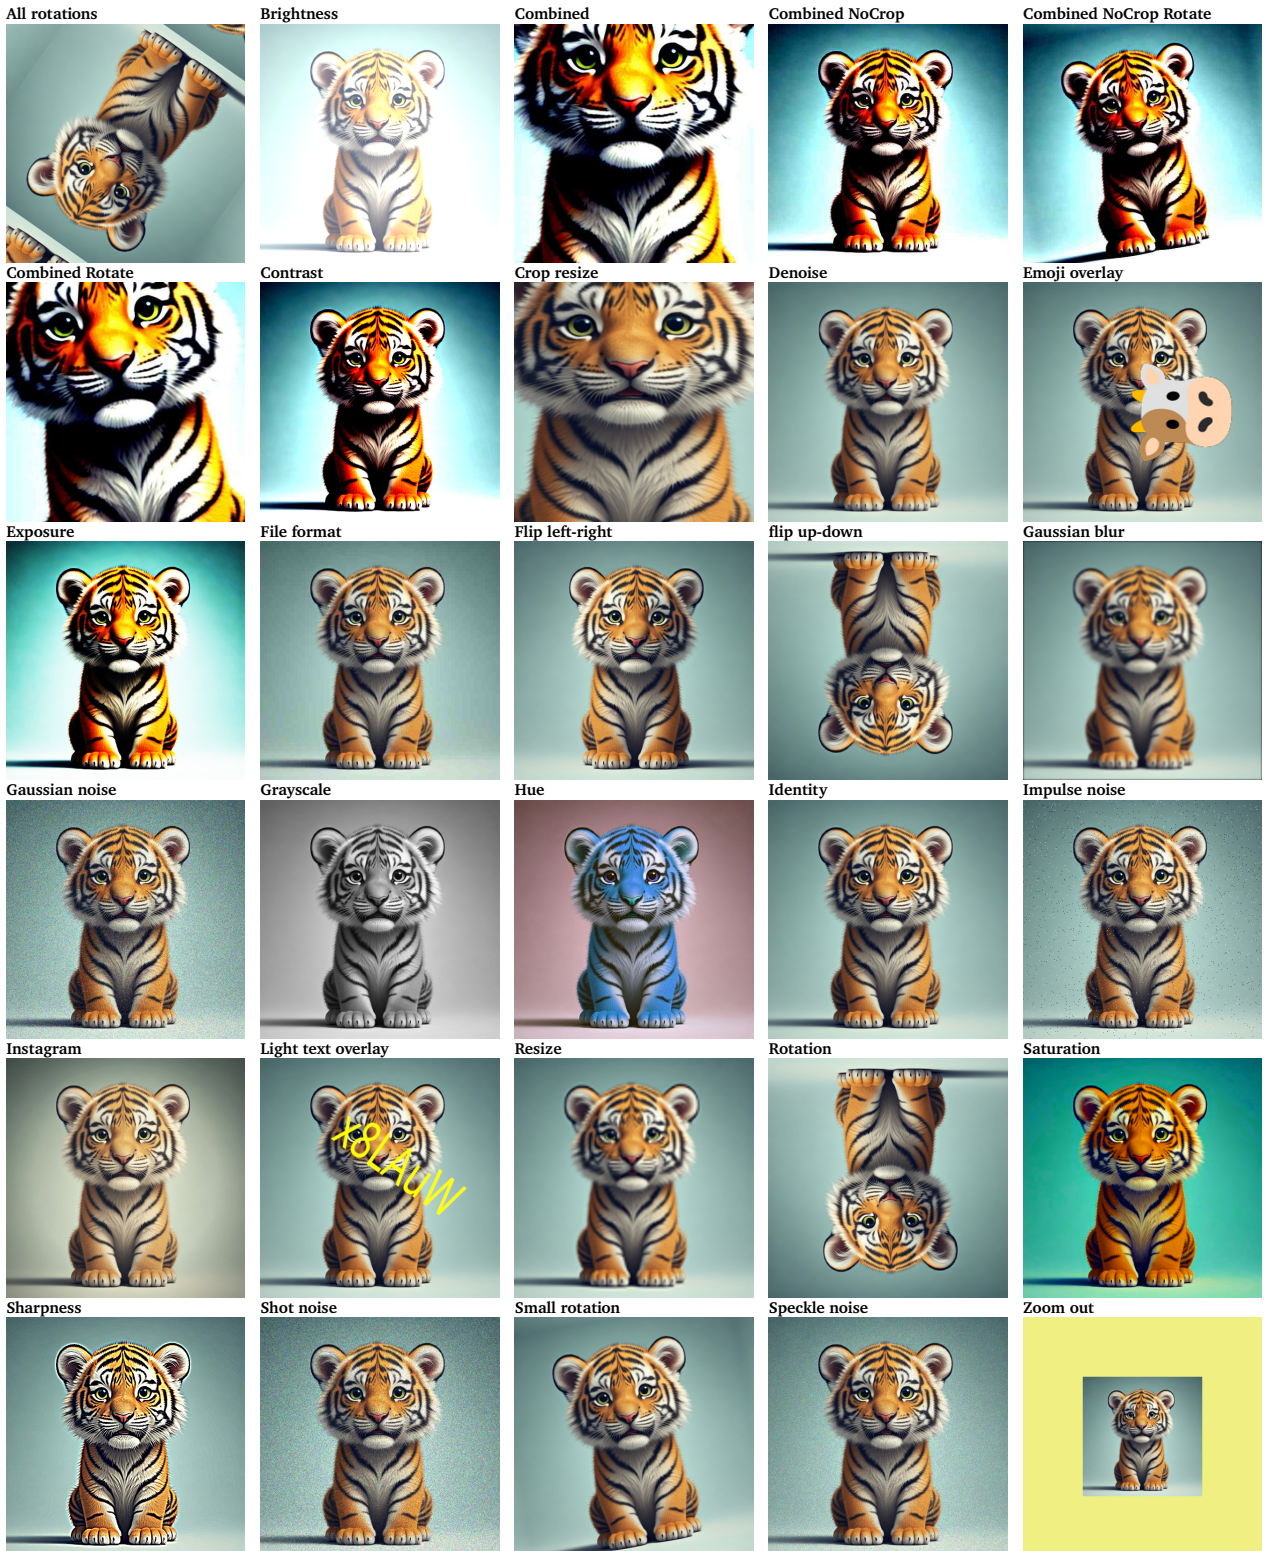 All rotations
Brightness
Combined
Combined NoCrop
Combined NoCrop Rotate
Combined Rotate
Contrast
Crop resize
Denoise
Emoji overlay
Exposure
File format
Flip left-right
flip up-down
Gaussian blur
Gaussian noise
Grayscale
Hue
Identity
Impulse noise
Instagram
Light text overlay
Resize
Rotation
Saturation
x8LAuW
Sharpness
Shot noise
Small rotation
Speckle noise
Zoom out